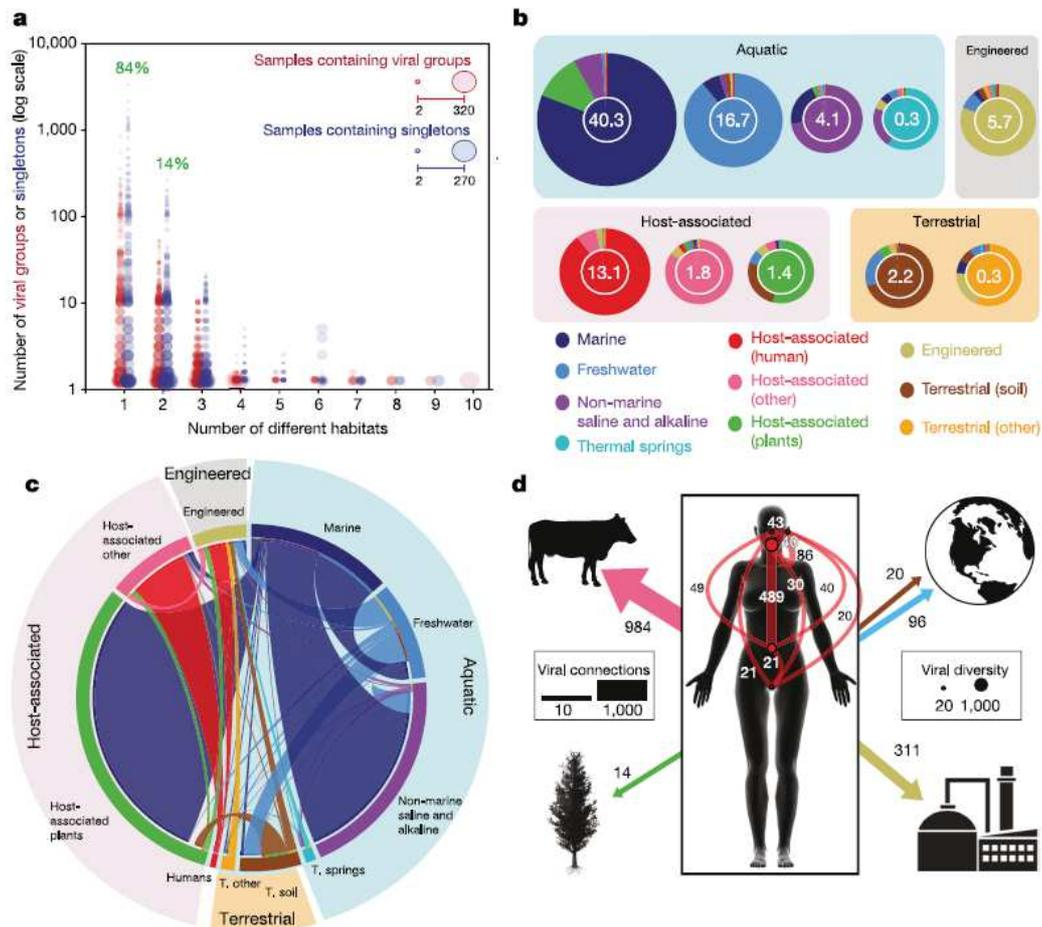 a
Number of viral groups or singletons (log scale)
10,000
1,000
100
10
1
84%
14%
Samples containing viral groups
2 320
Samples containing singletons
2 270
1 2 3 4 5 6 7 8 9 10
Number of different habitats
b
Aquatic
40.3
16.7
4.1
0.3
Engineered
5.7
Host-associated
13.1
1.8
1.4
Terrestrial
2.2
0.3
Marine
Freshwater
Non-marine
saline and alkaline
Thermal springs
Host-associated
(human)
Host-associated
(other)
Host-associated
(plants)
Engineered
Terrestrial (soil)
Terrestrial (other)
c
Engineered
Engineered
Marine
Freshwater
Aquatic
Non-marine
saline and
alkaline
T. springs
T. soil
T. other
Terrestrial
Humans
Host-
associated
plants
Host-associated
Host-
associated
other
d
984
Viral connections
10 1,000
14
43
86
49
30
40
489
20
21
21
20
96
Viral diversity
20 1,000
311